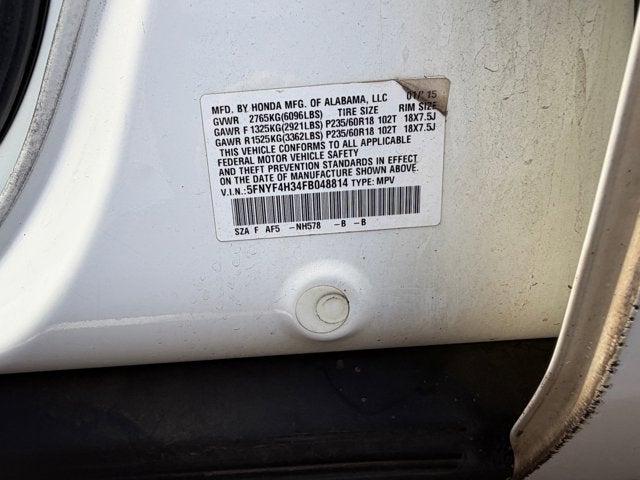 MFD. BY HONDA MFG. OF ALABAMA, LLC 01/ 15
GVWR 2765KG(6096LBS) TIRE SIZE RIM SIZE
GAWR F 1325KG(2921LBS) P235/60R18 102T 18X7.5J
GAWR R1525KG(3362LBS) P235/60R18 102T 18X7.5J
THIS VEHICLE CONFORMS TO ALL APPLICABLE
FEDERAL MOTOR VEHICLE SAFETY
AND THEFT PREVENTION STANDARDS IN EFFECT
ON THE DATE OF MANUFACTURE SHOWN ABOVE.
V.I.N.:5FNYF4H34FB048814 TYPE: MPV
SZA F AF5 -NH578 -B -B